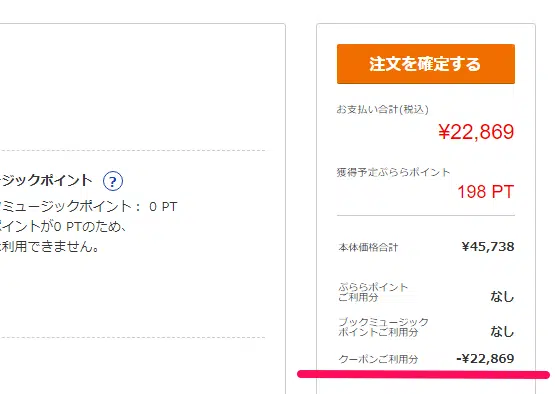 ジックポイント ?
ミュージックポイント： 0 PT
イントが0 PTのため、
利用できません。
注文を確定する
お支払い合計(税込)
¥22,869
獲得予定ぷららポイント
198 PT
本体価格合計
¥45,738
ぷららポイント
ご利用分
なし
ブックミュージック
ポイントご利用分
なし
クーポンご利用分
-¥22,869